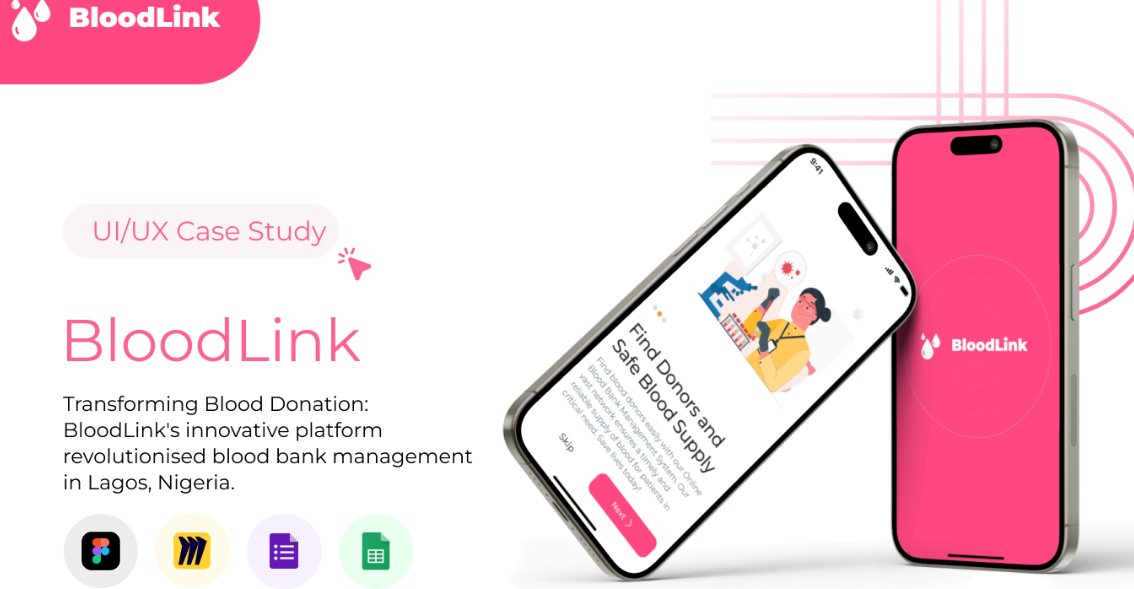 BloodLink
UI/UX Case Study
BloodLink
Transforming Blood Donation:
BloodLink's innovative platform
revolutionised blood bank management
in Lagos, Nigeria.
9:41
Find Donors and
Safe Blood Supply
Find blood donors easily with our Online
Blood Bank Management System. Our
vast network ensures a timely and
reliable supply of blood for patients in
critical need. Save lives today!
Skip
Next
BloodLink